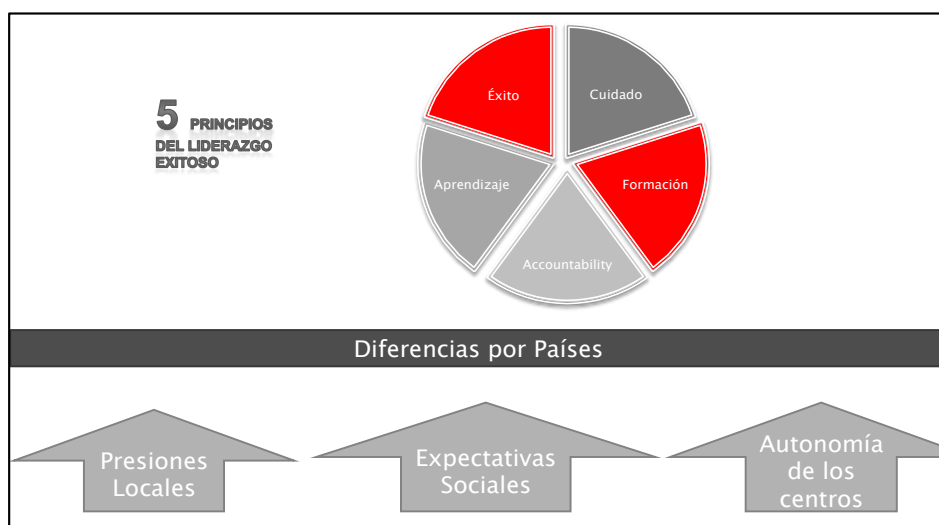 5 PRINCIPIOS
DEL LIDERAZGO
EXITOSO
Éxito
Cuidado
Aprendizaje
Formación
Accountability
Diferencias por Países
Presiones
Locales
Expectativas
Sociales
Autonomía
de los
centros